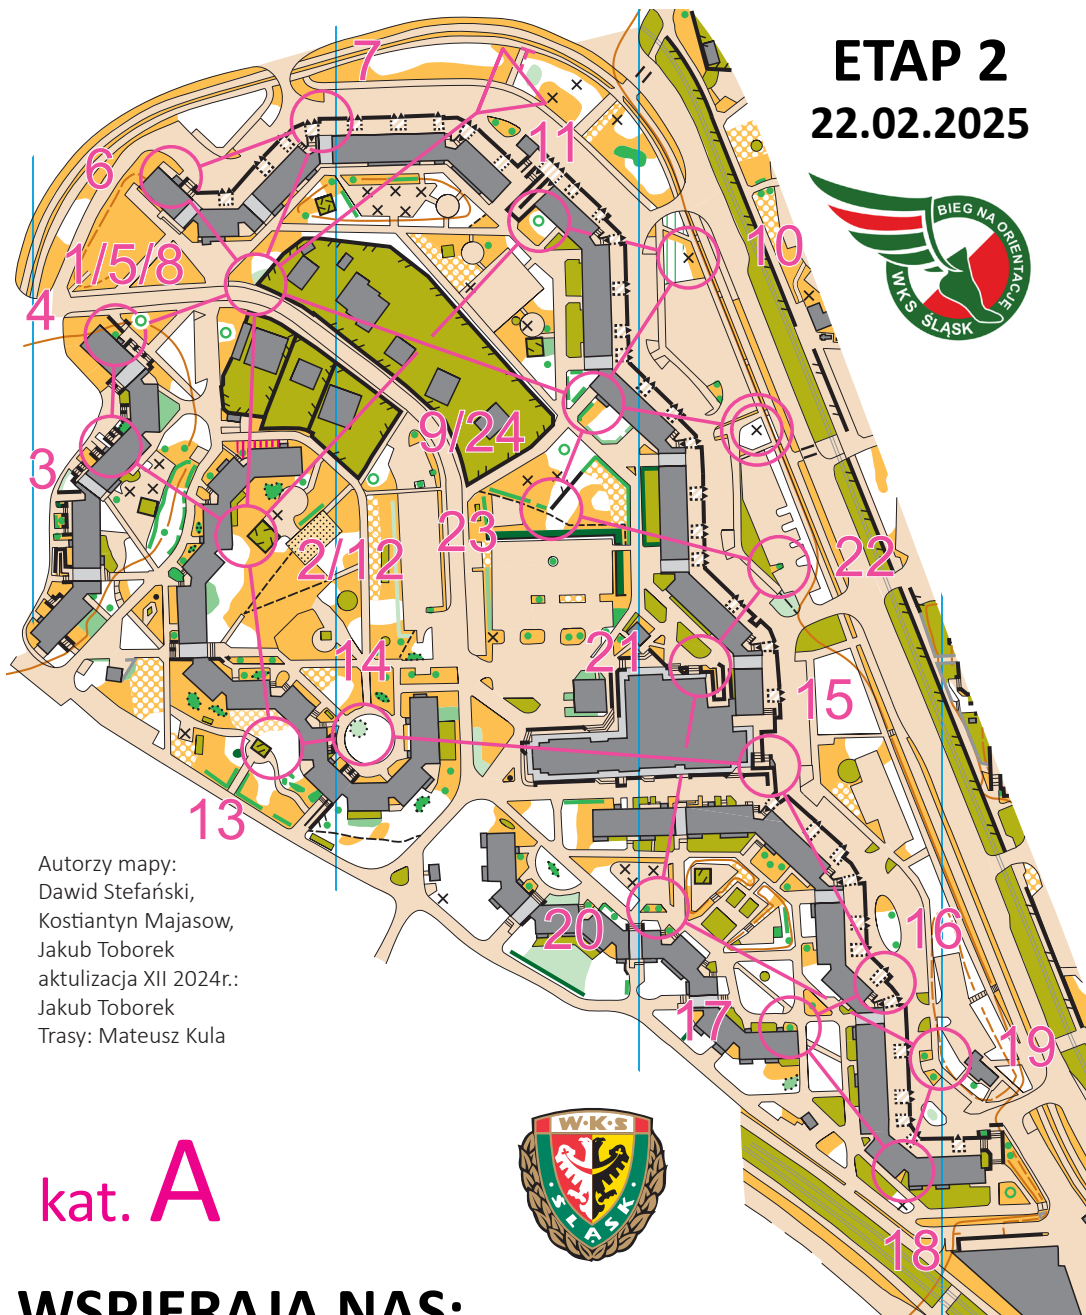 ETAP 2
22.02.2025
BIEG NA ORIENTACJĘ
WKS ŚLĄSK
7
11
6
10
1/5/8
4
9/24
3
23
22
2/12
14
21
15
13
Autorzy mapy:
Dawid Stefański,
Kostiantyn Majasow,
Jakub Toborek
aktulizacja XII 2024r.:
Jakub Toborek
Trasy: Mateusz Kula
20
16
17
19
18
kat. A
W·K·S
ŚLĄSK
WSPIERAJĄ NAS: